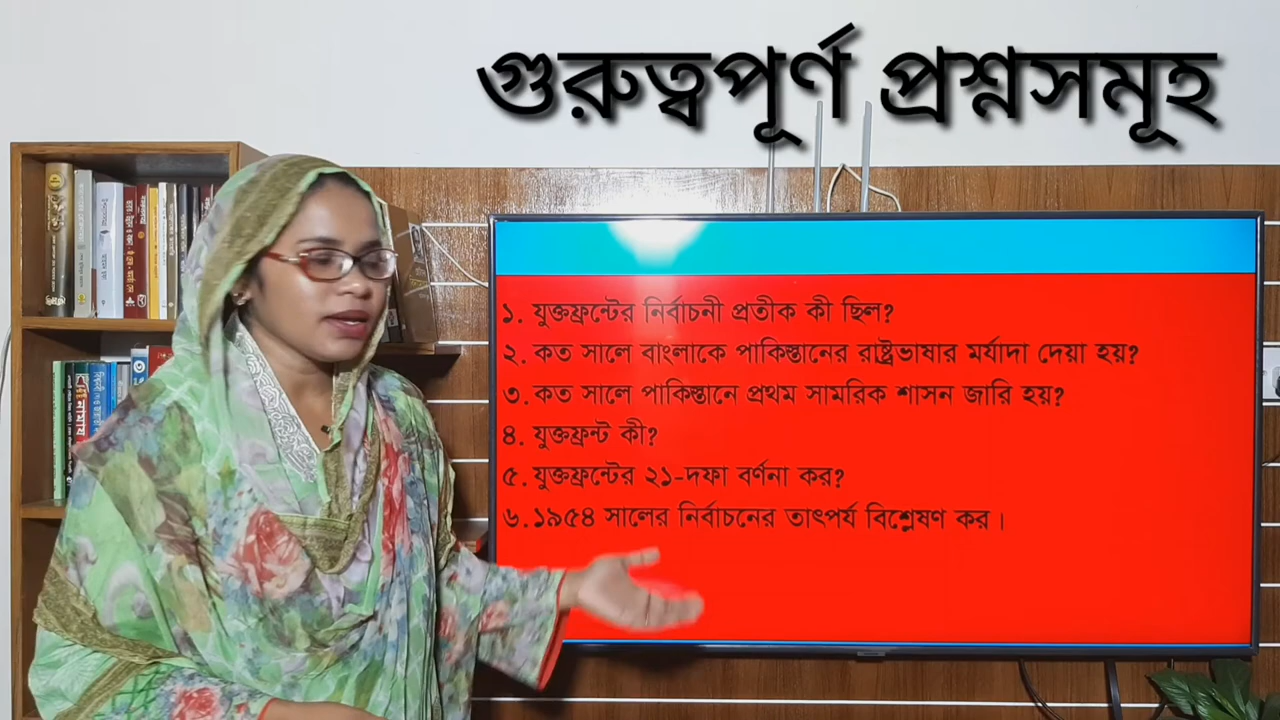 গুরুত্বপূর্ণ প্রশ্নসমূহ
১. যুক্তফ্রন্টের নির্বাচনী প্রতীক কী ছিল?
২. কত সালে বাংলাকে পাকিস্তানের রাষ্ট্রভাষার মর্যাদা দেয়া হয়?
৩. কত সালে পাকিস্তানে প্রথম সামরিক শাসন জারি হয়?
৪. যুক্তফ্রন্ট কী?
৫. যুক্তফ্রন্টের ২১-দফা বর্ণনা কর?
৬. ১৯৫৪ সালের নির্বাচনের তাৎপর্য বিশ্লেষণ কর।